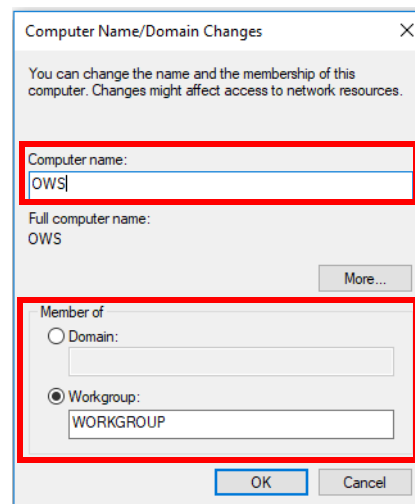 Computer Name/Domain Changes
You can change the name and the membership of this
computer. Changes might affect access to network resources.
Computer name:
OWS
Full computer name:
OWS
More...
Member of
Domain:
Workgroup:
WORKGROUP
OK
Cancel